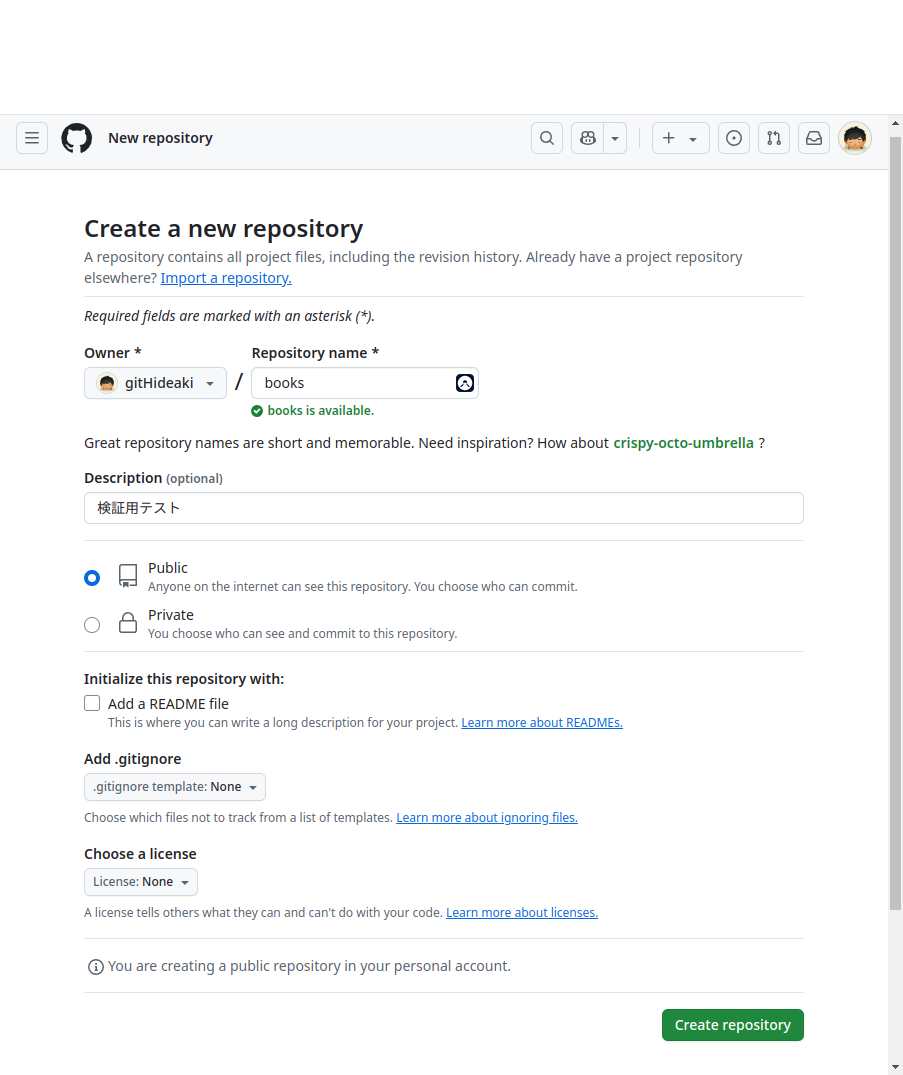 New repository
Create a new repository
A repository contains all project files, including the revision history. Already have a project repository
elsewhere? Import a repository.
Required fields are marked with an asterisk (*).
Owner *
Repository name *
gitHideaki
/
books
books is available.
Great repository names are short and memorable. Need inspiration? How about crispy-octo-umbrella ?
Description (optional)
検証用テスト
Public
Anyone on the internet can see this repository. You choose who can commit.
Private
You choose who can see and commit to this repository.
Initialize this repository with:
Add a README file
This is where you can write a long description for your project. Learn more about READMEs.
Add .gitignore
.gitignore template: None
Choose which files not to track from a list of templates. Learn more about ignoring files.
Choose a license
License: None
A license tells others what they can and can't do with your code. Learn more about licenses.
You are creating a public repository in your personal account.
Create repository